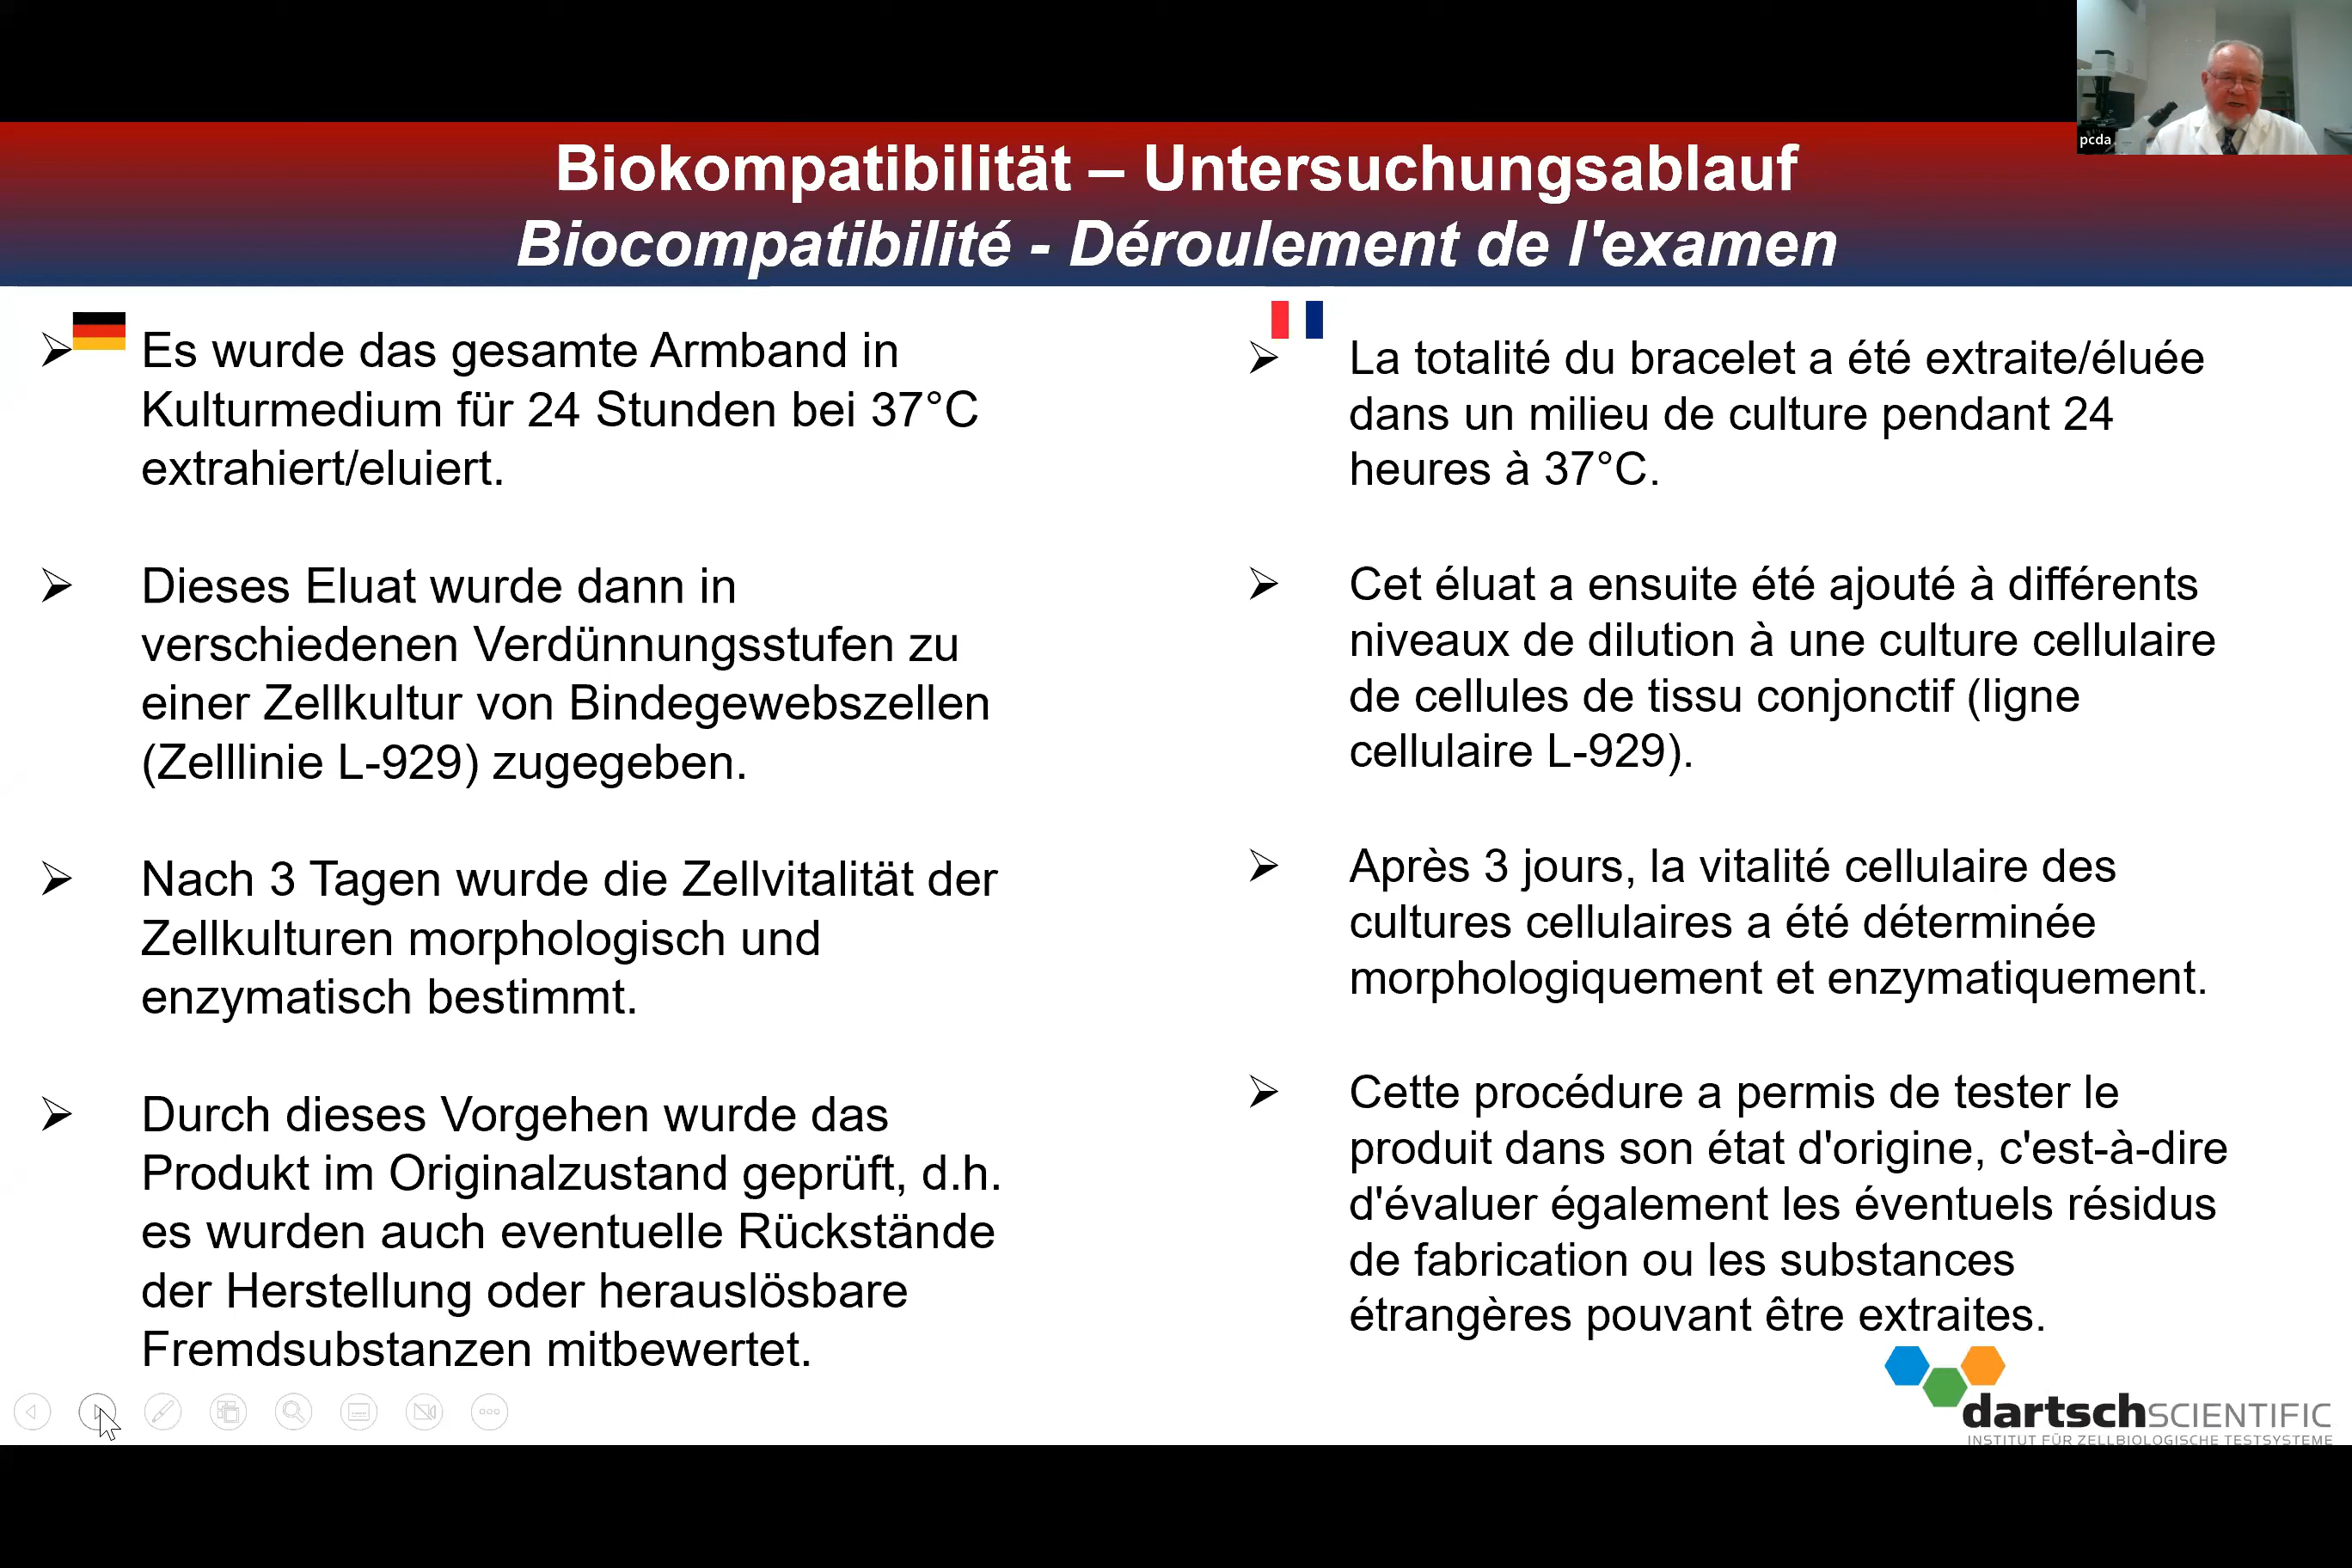 pcda
Biokompatibilität – Untersuchungsablauf
Biocompatibilité - Déroulement de l'examen
Es wurde das gesamte Armband in
Kulturmedium für 24 Stunden bei 37°C
extrahiert/eluiert.
Dieses Eluat wurde dann in
verschiedenen Verdünnungsstufen zu
einer Zellkultur von Bindegewebszellen
(Zelllinie L-929) zugegeben.
Nach 3 Tagen wurde die Zellvitalität der
Zellkulturen morphologisch und
enzymatisch bestimmt.
Durch dieses Vorgehen wurde das
Produkt im Originalzustand geprüft, d.h.
es wurden auch eventuelle Rückstände
der Herstellung oder herauslösbare
Fremdsubstanzen mitbewertet.
La totalité du bracelet a été extraite/éluée
dans un milieu de culture pendant 24
heures à 37°C.
Cet éluat a ensuite été ajouté à différents
niveaux de dilution à une culture cellulaire
de cellules de tissu conjonctif (ligne
cellulaire L-929).
Après 3 jours, la vitalité cellulaire des
cultures cellulaires a été déterminée
morphologiquement et enzymatiquement.
Cette procédure a permis de tester le
produit dans son état d'origine, c'est-à-dire
d'évaluer également les éventuels résidus
de fabrication ou les substances
étrangères pouvant être extraites.
dartschSCIENTIFIC
INSTITUT FÜR ZELLBIOLOGISCHE TESTSYSTEME